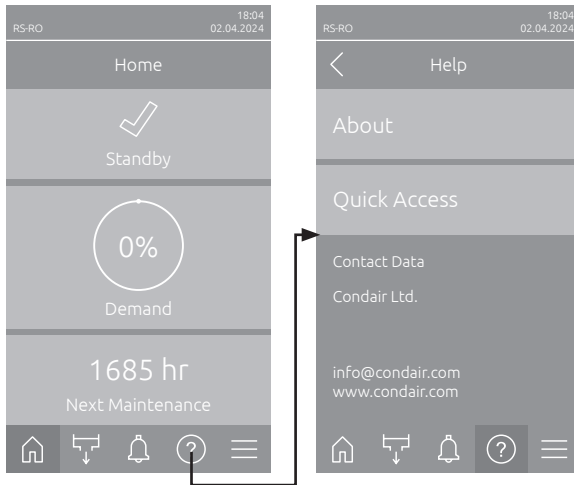 18:04
RS-RO 02.04.2024
Home
Standby
0%
Demand
1685 hr
Next Maintenance
?
18:04
RS-RO 02.04.2024
Help
About
Quick Access
Contact Data
Condair Ltd.
info@condair.com
www.condair.com
?